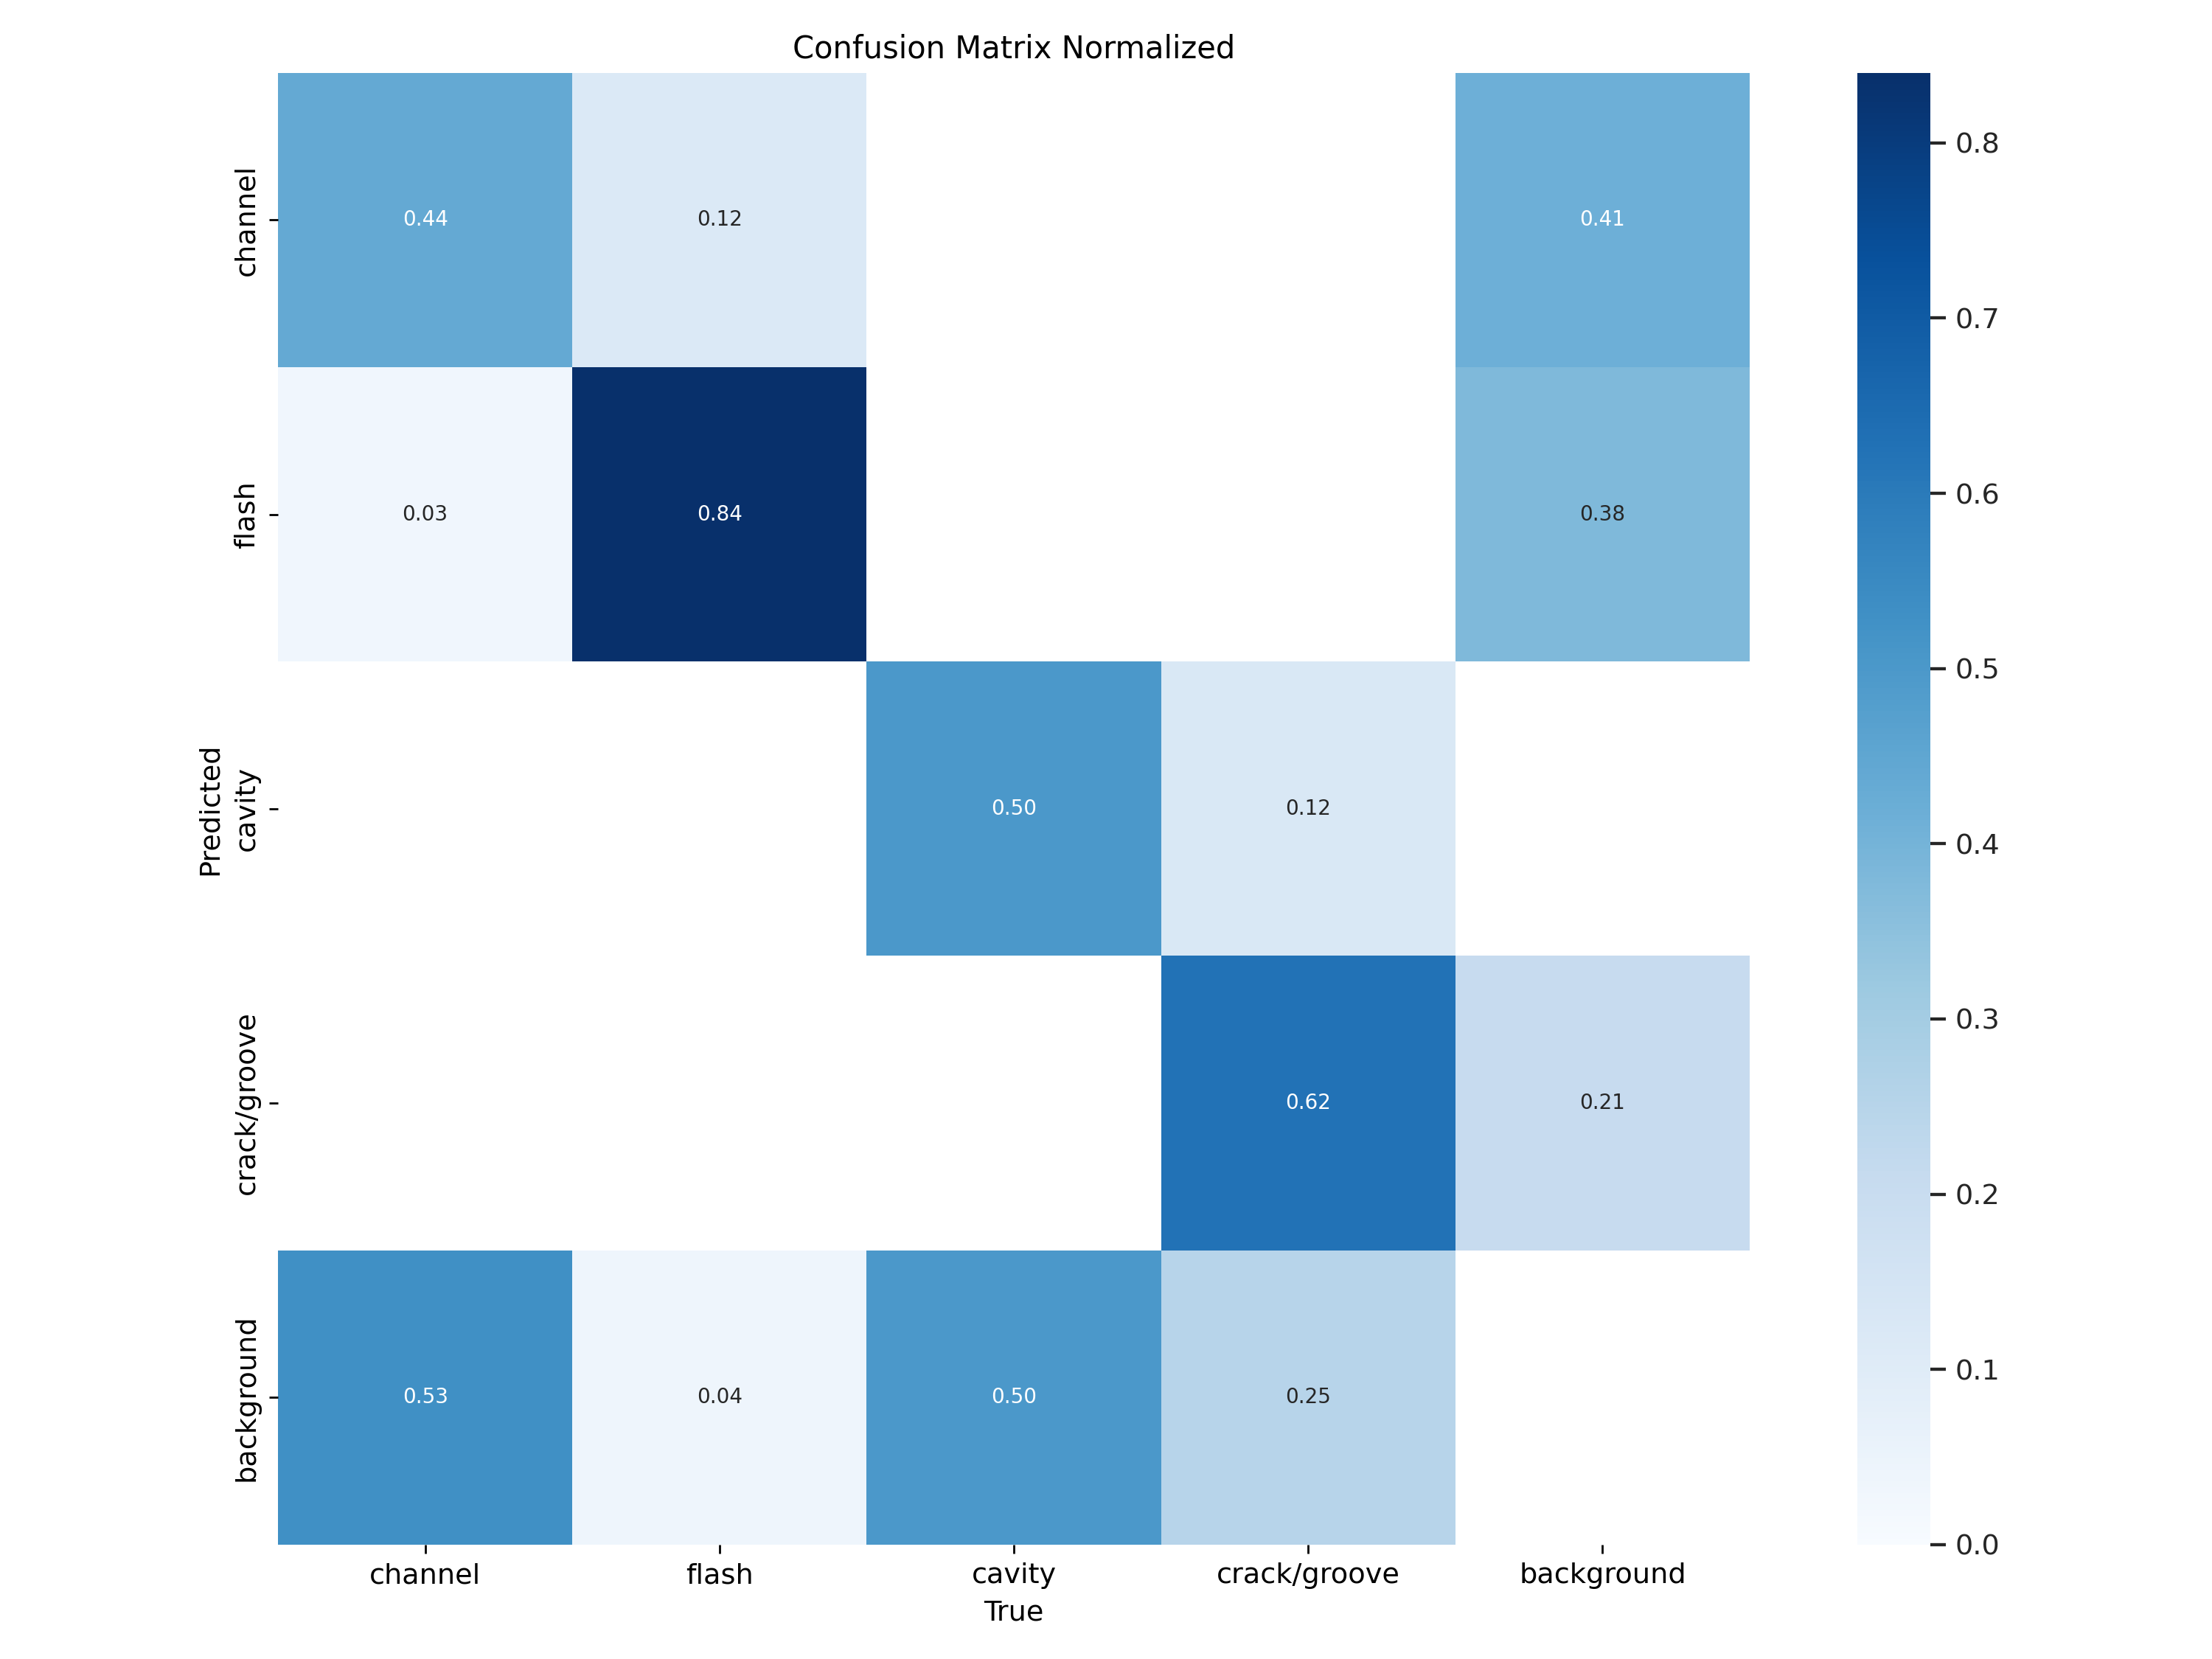 Confusion Matrix Normalized
channel
0.44
0.12
0.41
flash
0.03
0.84
0.38
Predicted
cavity
0.50
0.12
crack/groove
0.62
0.21
background
0.53
0.04
0.50
0.25
channel
flash
cavity
crack/groove
background
True
0.8
0.7
0.6
0.5
0.4
0.3
0.2
0.1
0.0